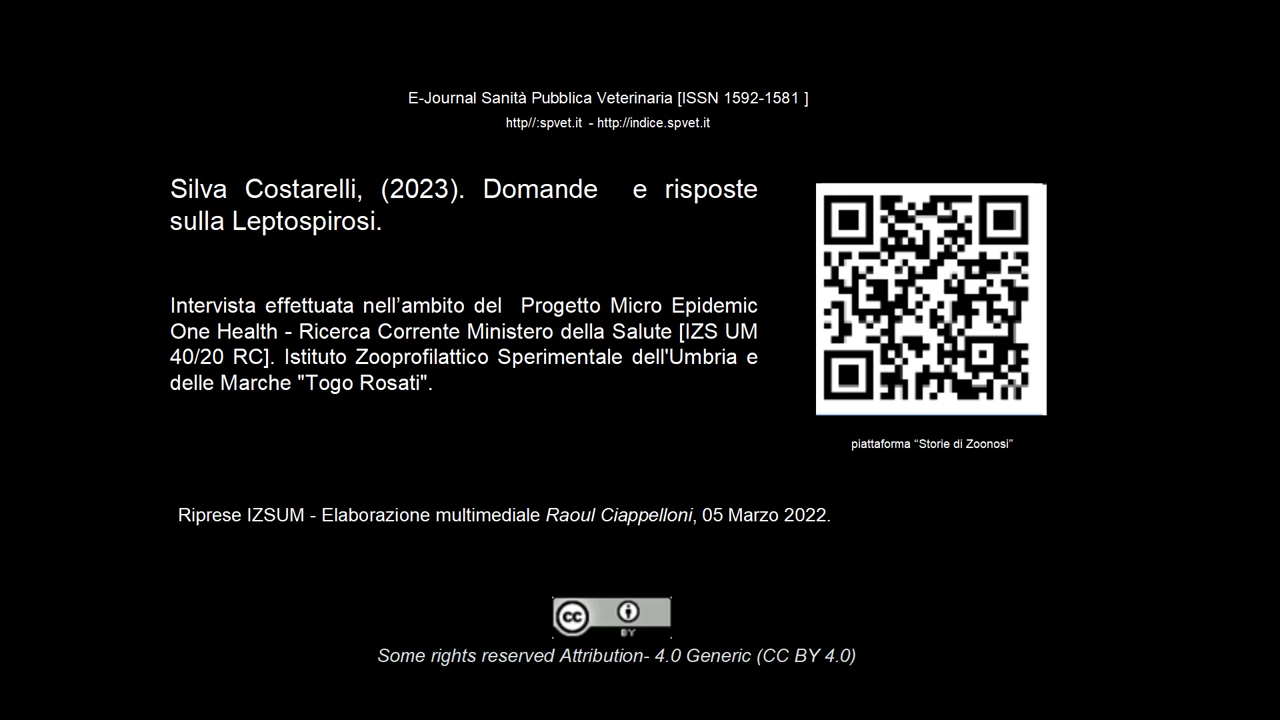 E-Journal Sanità Pubblica Veterinaria [ISSN 1592-1581 ]
http//:spvet.it - http://indice.spvet.it
Silva Costarelli, (2023). Domande e risposte
sulla Leptospirosi.
Intervista effettuata nell’ambito del Progetto Micro Epidemic
One Health - Ricerca Corrente Ministero della Salute [IZS UM
40/20 RC]. Istituto Zooprofilattico Sperimentale dell'Umbria e
delle Marche "Togo Rosati".
piattaforma “Storie di Zoonosi”
Riprese IZSUM - Elaborazione multimediale Raoul Ciappelloni, 05 Marzo 2022.
cc
BY
Some rights reserved Attribution- 4.0 Generic (CC BY 4.0)